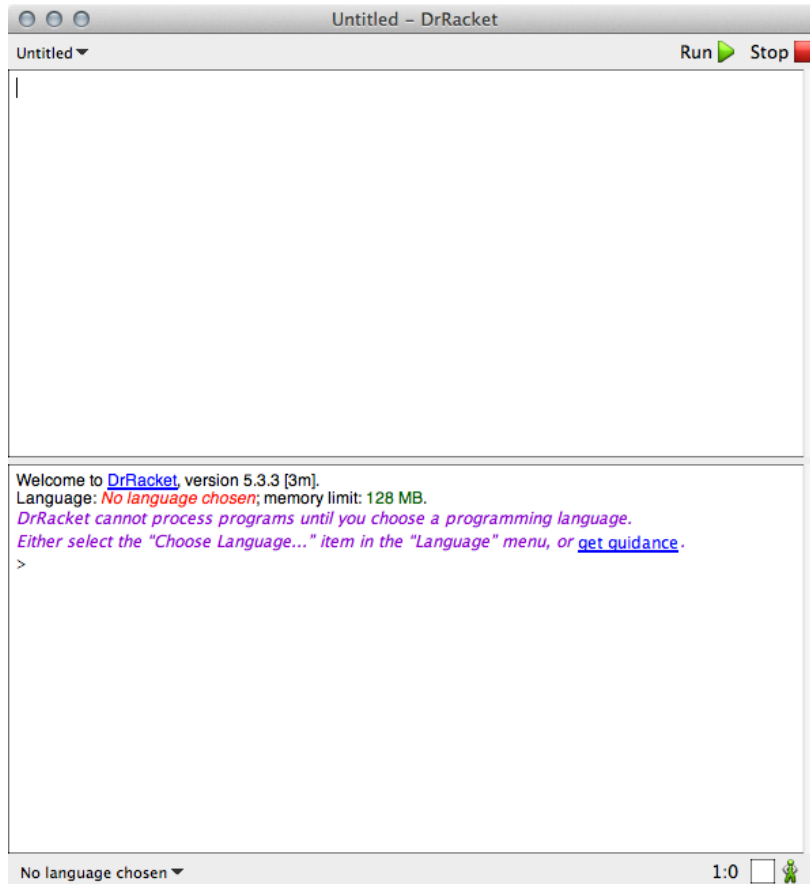 Untitled – DrRacket
Untitled Run Stop
Welcome to DrRacket, version 5.3.3 [3m].
Language: No language chosen; memory limit: 128 MB.
DrRacket cannot process programs until you choose a programming language.
Either select the “Choose Language...” item in the “Language” menu, or get guidance.
>
No language chosen 1:0